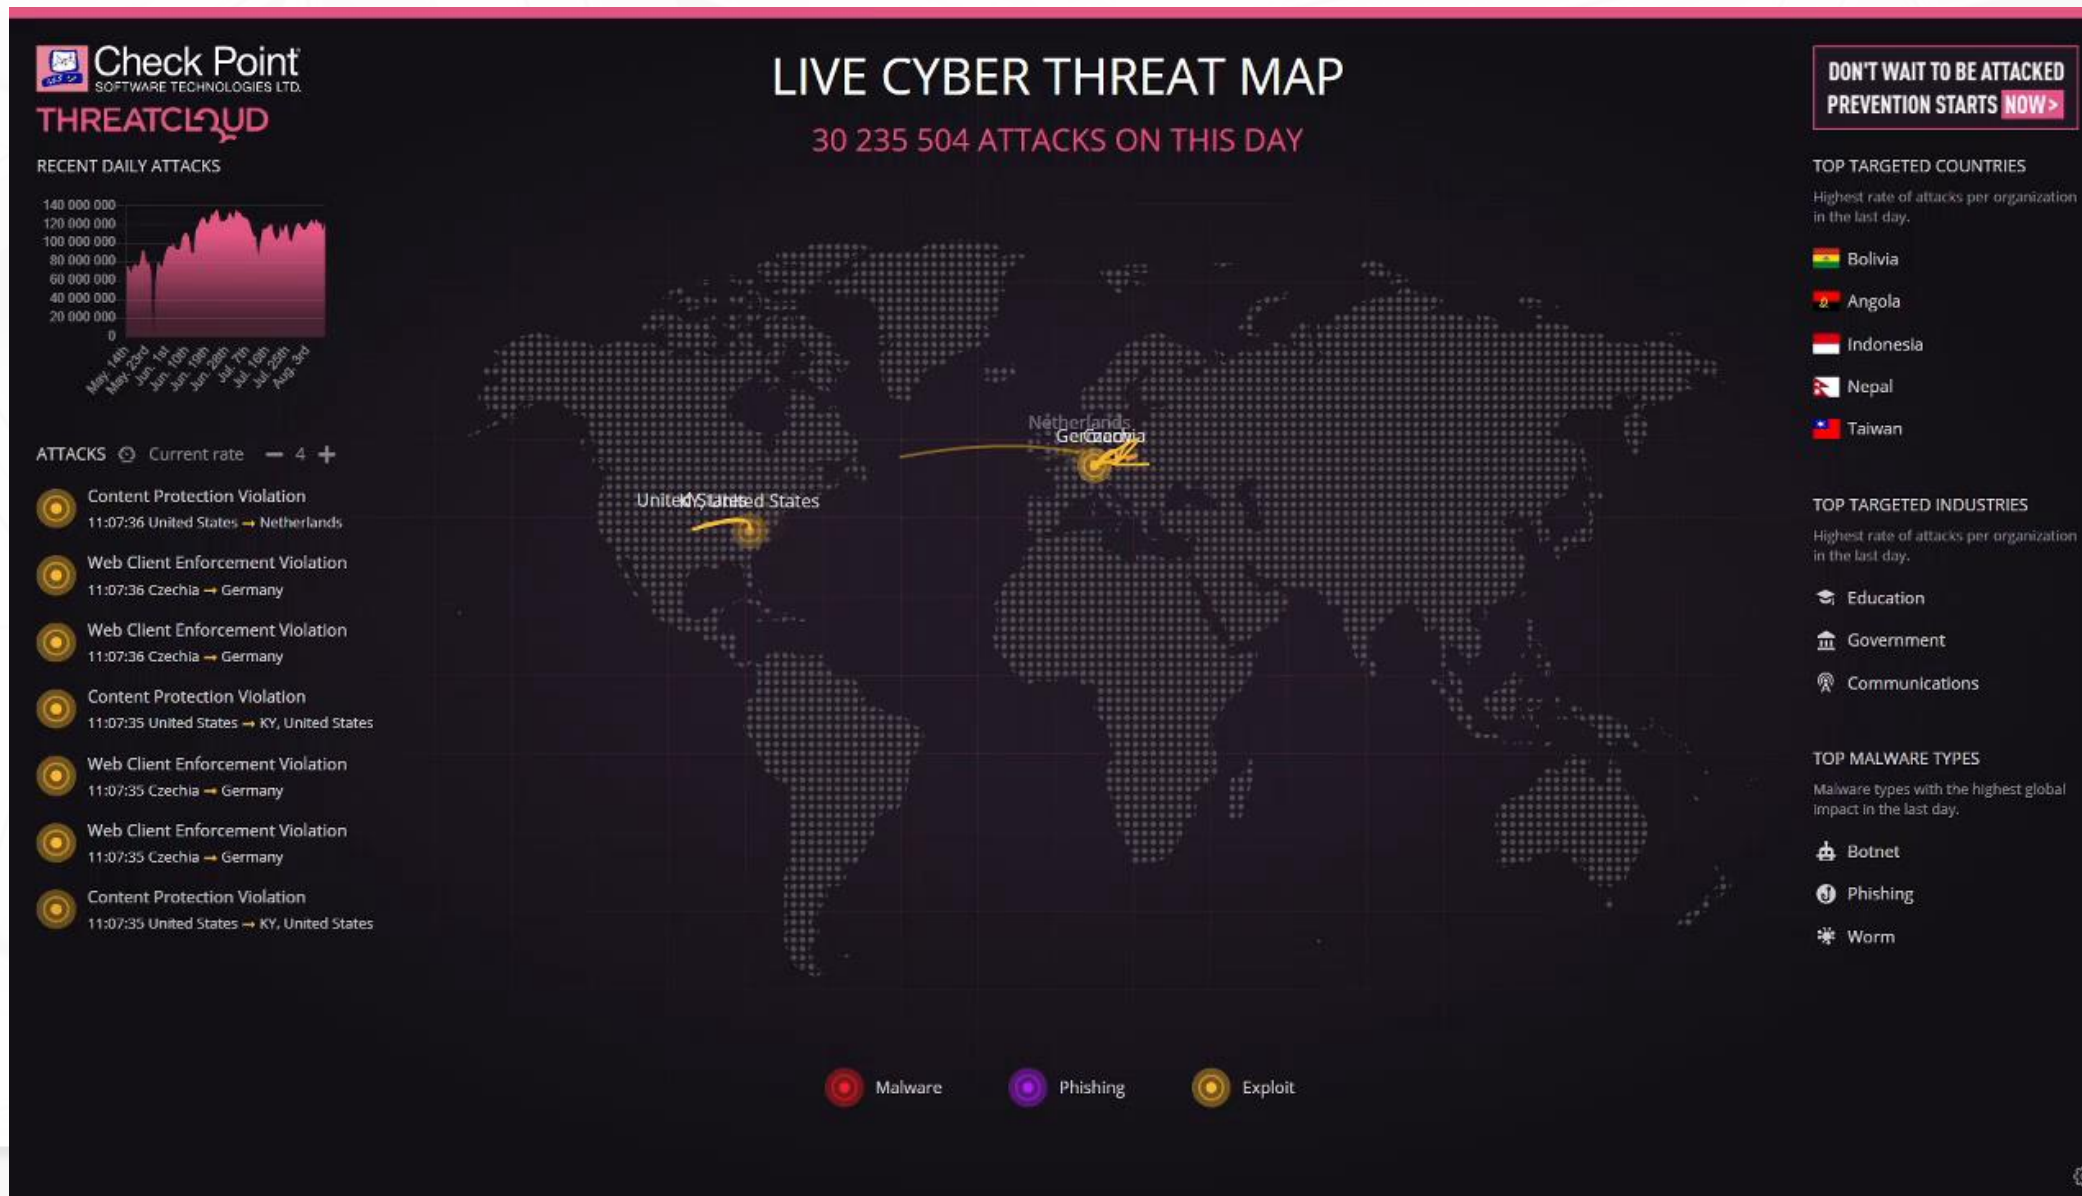 Check Point
SOFTWARE TECHNOLOGIES LTD.
THREATCLOUD
RECENT DAILY ATTACKS
140 000 000
120 000 000
100 000 000
80 000 000
60 000 000
40 000 000
20 000 000
0
May. 14th
May. 23rd
Jun. 1st
Jun. 10th
Jun. 19th
Jun. 28th
Jul. 7th
Jul. 16th
Jul. 25th
Aug. 3rd
ATTACKS Current rate 4
Content Protection Violation
11:07:36 United States → Netherlands
Web Client Enforcement Violation
11:07:36 Czechia → Germany
Web Client Enforcement Violation
11:07:36 Czechia → Germany
Content Protection Violation
11:07:35 United States → KY, United States
Web Client Enforcement Violation
11:07:35 Czechia → Germany
Web Client Enforcement Violation
11:07:35 Czechia → Germany
Content Protection Violation
11:07:35 United States → KY, United States
LIVE CYBER THREAT MAP
30 235 504 ATTACKS ON THIS DAY
Netherlands
Germany
Czechia
United States
KY, United States
Malware
Phishing
Exploit
DON'T WAIT TO BE ATTACKED
PREVENTION STARTS NOW>
TOP TARGETED COUNTRIES
Highest rate of attacks per organization
in the last day.
Bolivia
Angola
Indonesia
Nepal
Taiwan
TOP TARGETED INDUSTRIES
Highest rate of attacks per organization
in the last day.
Education
Government
Communications
TOP MALWARE TYPES
Malware types with the highest global
impact in the last day.
Botnet
Phishing
Worm